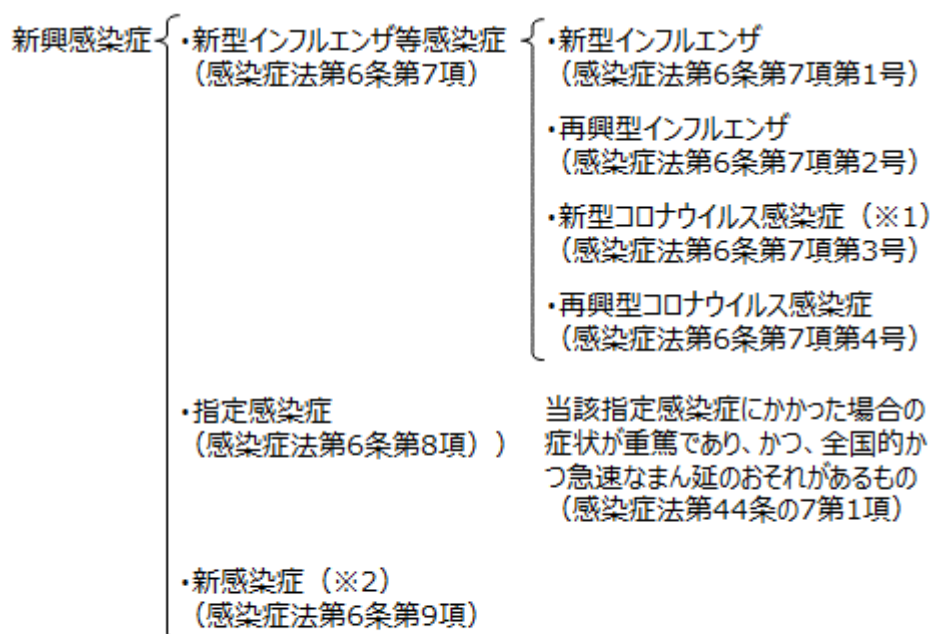 新興感染症
・新型インフルエンザ等感染症
（感染症法第6条第7項）
・新型インフルエンザ
（感染症法第6条第7項第1号）
・再興型インフルエンザ
（感染症法第6条第7項第2号）
・新型コロナウイルス感染症（※1）
（感染症法第6条第7項第3号）
・再興型コロナウイルス感染症
（感染症法第6条第7項第4号）
・指定感染症
（感染症法第6条第8項））
当該指定感染症にかかった場合の
症状が重篤であり、かつ、全国的か
つ急速なまん延のおそれがあるもの
（感染症法第44条の7第1項）
・新感染症（※2）
（感染症法第6条第9項）